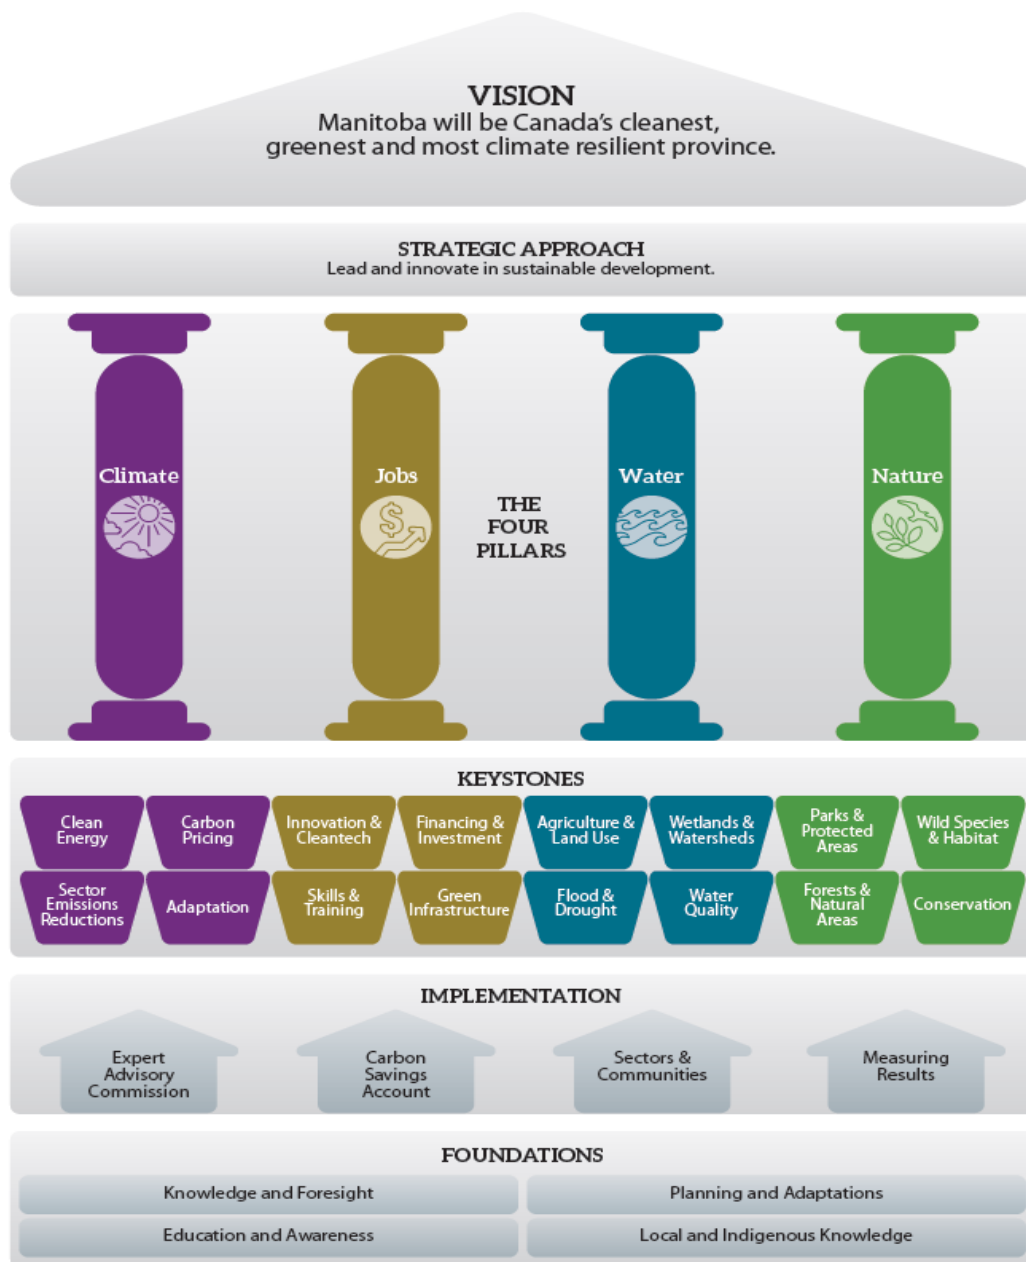 VISION
Manitoba will be Canada's cleanest,
greenest and most climate resilient province.
STRATEGIC APPROACH
Lead and innovate in sustainable development.
Climate
Jobs
THE
FOUR
PILLARS
Water
Nature
KEYSTONES
Clean
Energy
Carbon
Pricing
Innovation &
Cleantech
Financing &
Investment
Agriculture &
Land Use
Wetlands &
Watersheds
Parks &
Protected
Areas
Wild Species
& Habitat
Sector
Emissions
Reductions
Adaptation
Skills &
Training
Green
Infrastructure
Flood &
Drought
Water
Quality
Forests &
Natural
Areas
Conservation
IMPLEMENTATION
Expert
Advisory
Commission
Carbon
Savings
Account
Sectors &
Communities
Measuring
Results
FOUNDATIONS
Knowledge and Foresight
Planning and Adaptations
Education and Awareness
Local and Indigenous Knowledge